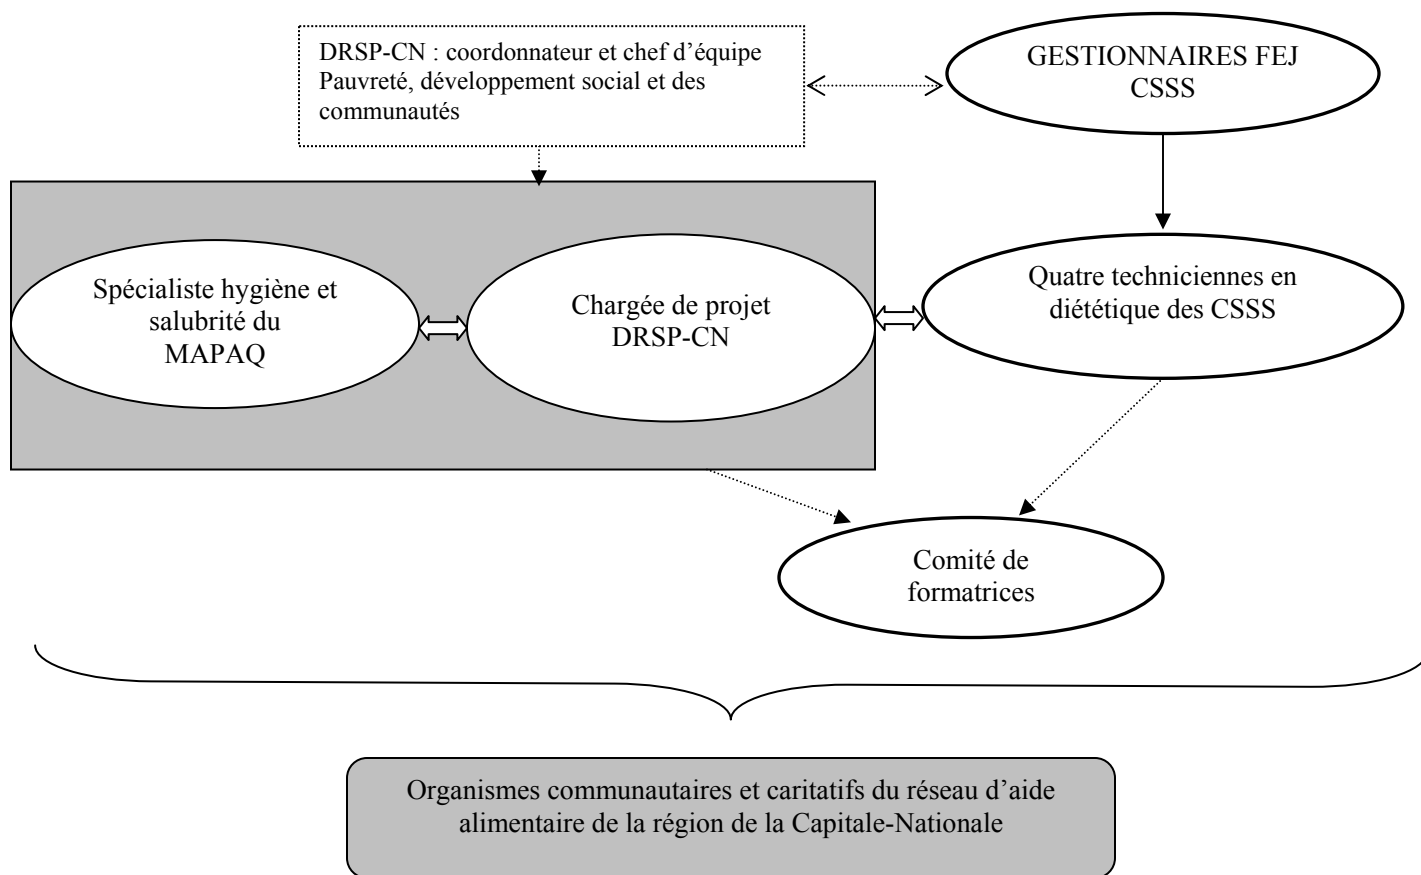 DRSP-CN : coordonnateur et chef d’équipe
Pauvreté, développement social et des
communautés
GESTIONNAIRES FEJ
CSSS
Spécialiste hygiène et
salubrité du
MAPAQ
Chargée de projet
DRSP-CN
Quatre techniciennes en
diététique des CSSS
Comité de
formatrices
Organismes communautaires et caritatifs du réseau d’aide
alimentaire de la région de la Capitale-Nationale